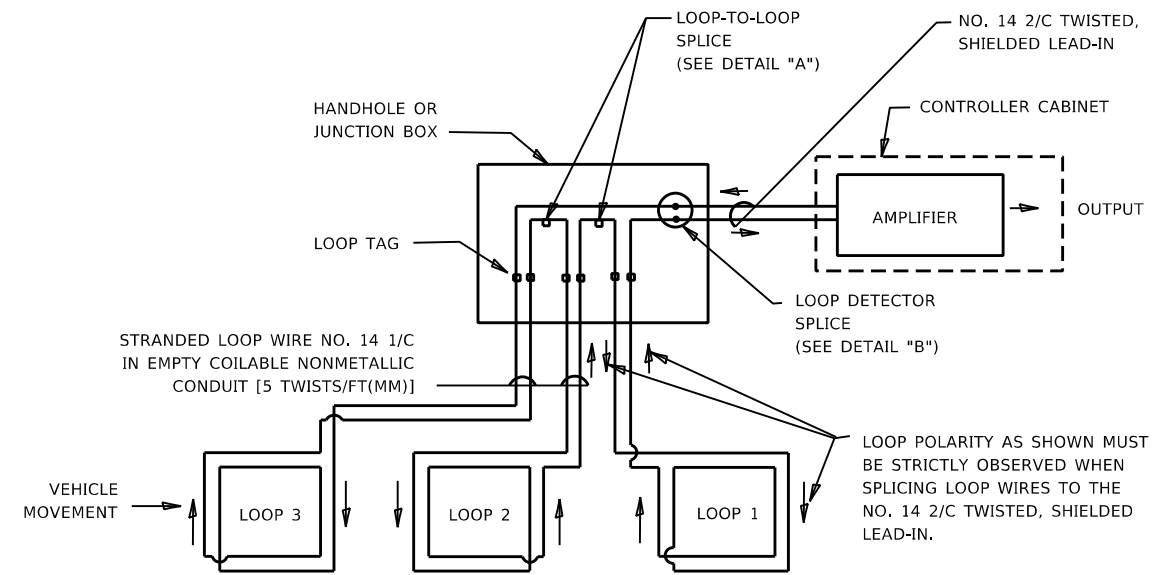 LOOP-TO-LOOP
SPLICE
(SEE DETAIL "A")
NO. 14 2/C TWISTED,
SHIELDED LEAD-IN
HANDHOLE OR
JUNCTION BOX
CONTROLLER CABINET
AMPLIFIER
OUTPUT
LOOP TAG
LOOP DETECTOR
SPLICE
(SEE DETAIL "B")
STRANDED LOOP WIRE NO. 14 1/C
IN EMPTY COILABLE NONMETALLIC
CONDUIT [5 TWISTS/FT(MM)]
LOOP POLARITY AS SHOWN MUST
BE STRICTLY OBSERVED WHEN
SPLICING LOOP WIRES TO THE
NO. 14 2/C TWISTED, SHIELDED
LEAD-IN.
VEHICLE
MOVEMENT
LOOP 3
LOOP 2
LOOP 1